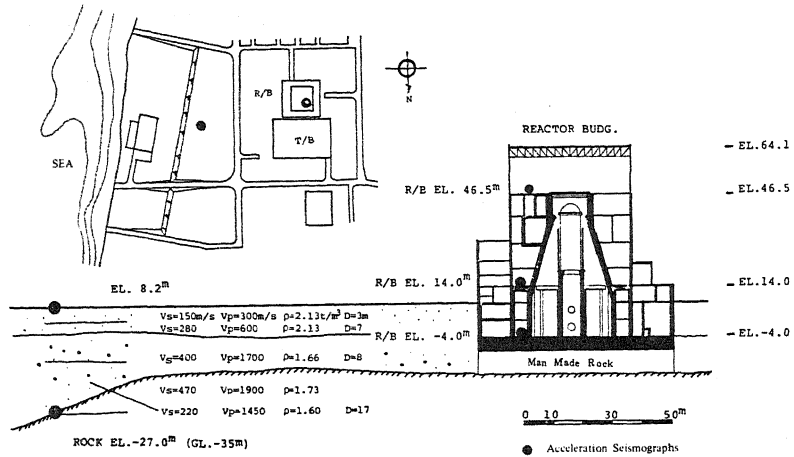 N
R/B
T/B
SEA
REACTOR BUDG.
EL.64.1
R/B EL. 46.5m
EL.46.5
EL. 8.2m
R/B EL. 14.0m
EL.14.0
Vs=150m/s Vp=300m/s ρ=2.13t/m³ D=3m
Vs=280 Vp=600 ρ=2.13 D=7
R/B EL. -4.0m
EL.-4.0
Vs=400 Vp=1700 ρ=1.66 D=8
Man Made Rock
Vs=470 Vp=1900 ρ=1.73
Vs=220 Vp=1450 ρ=1.60 D=17
0 10 50m
ROCK EL.-27.0m (GL.-35m)
Acceleration Seismographs